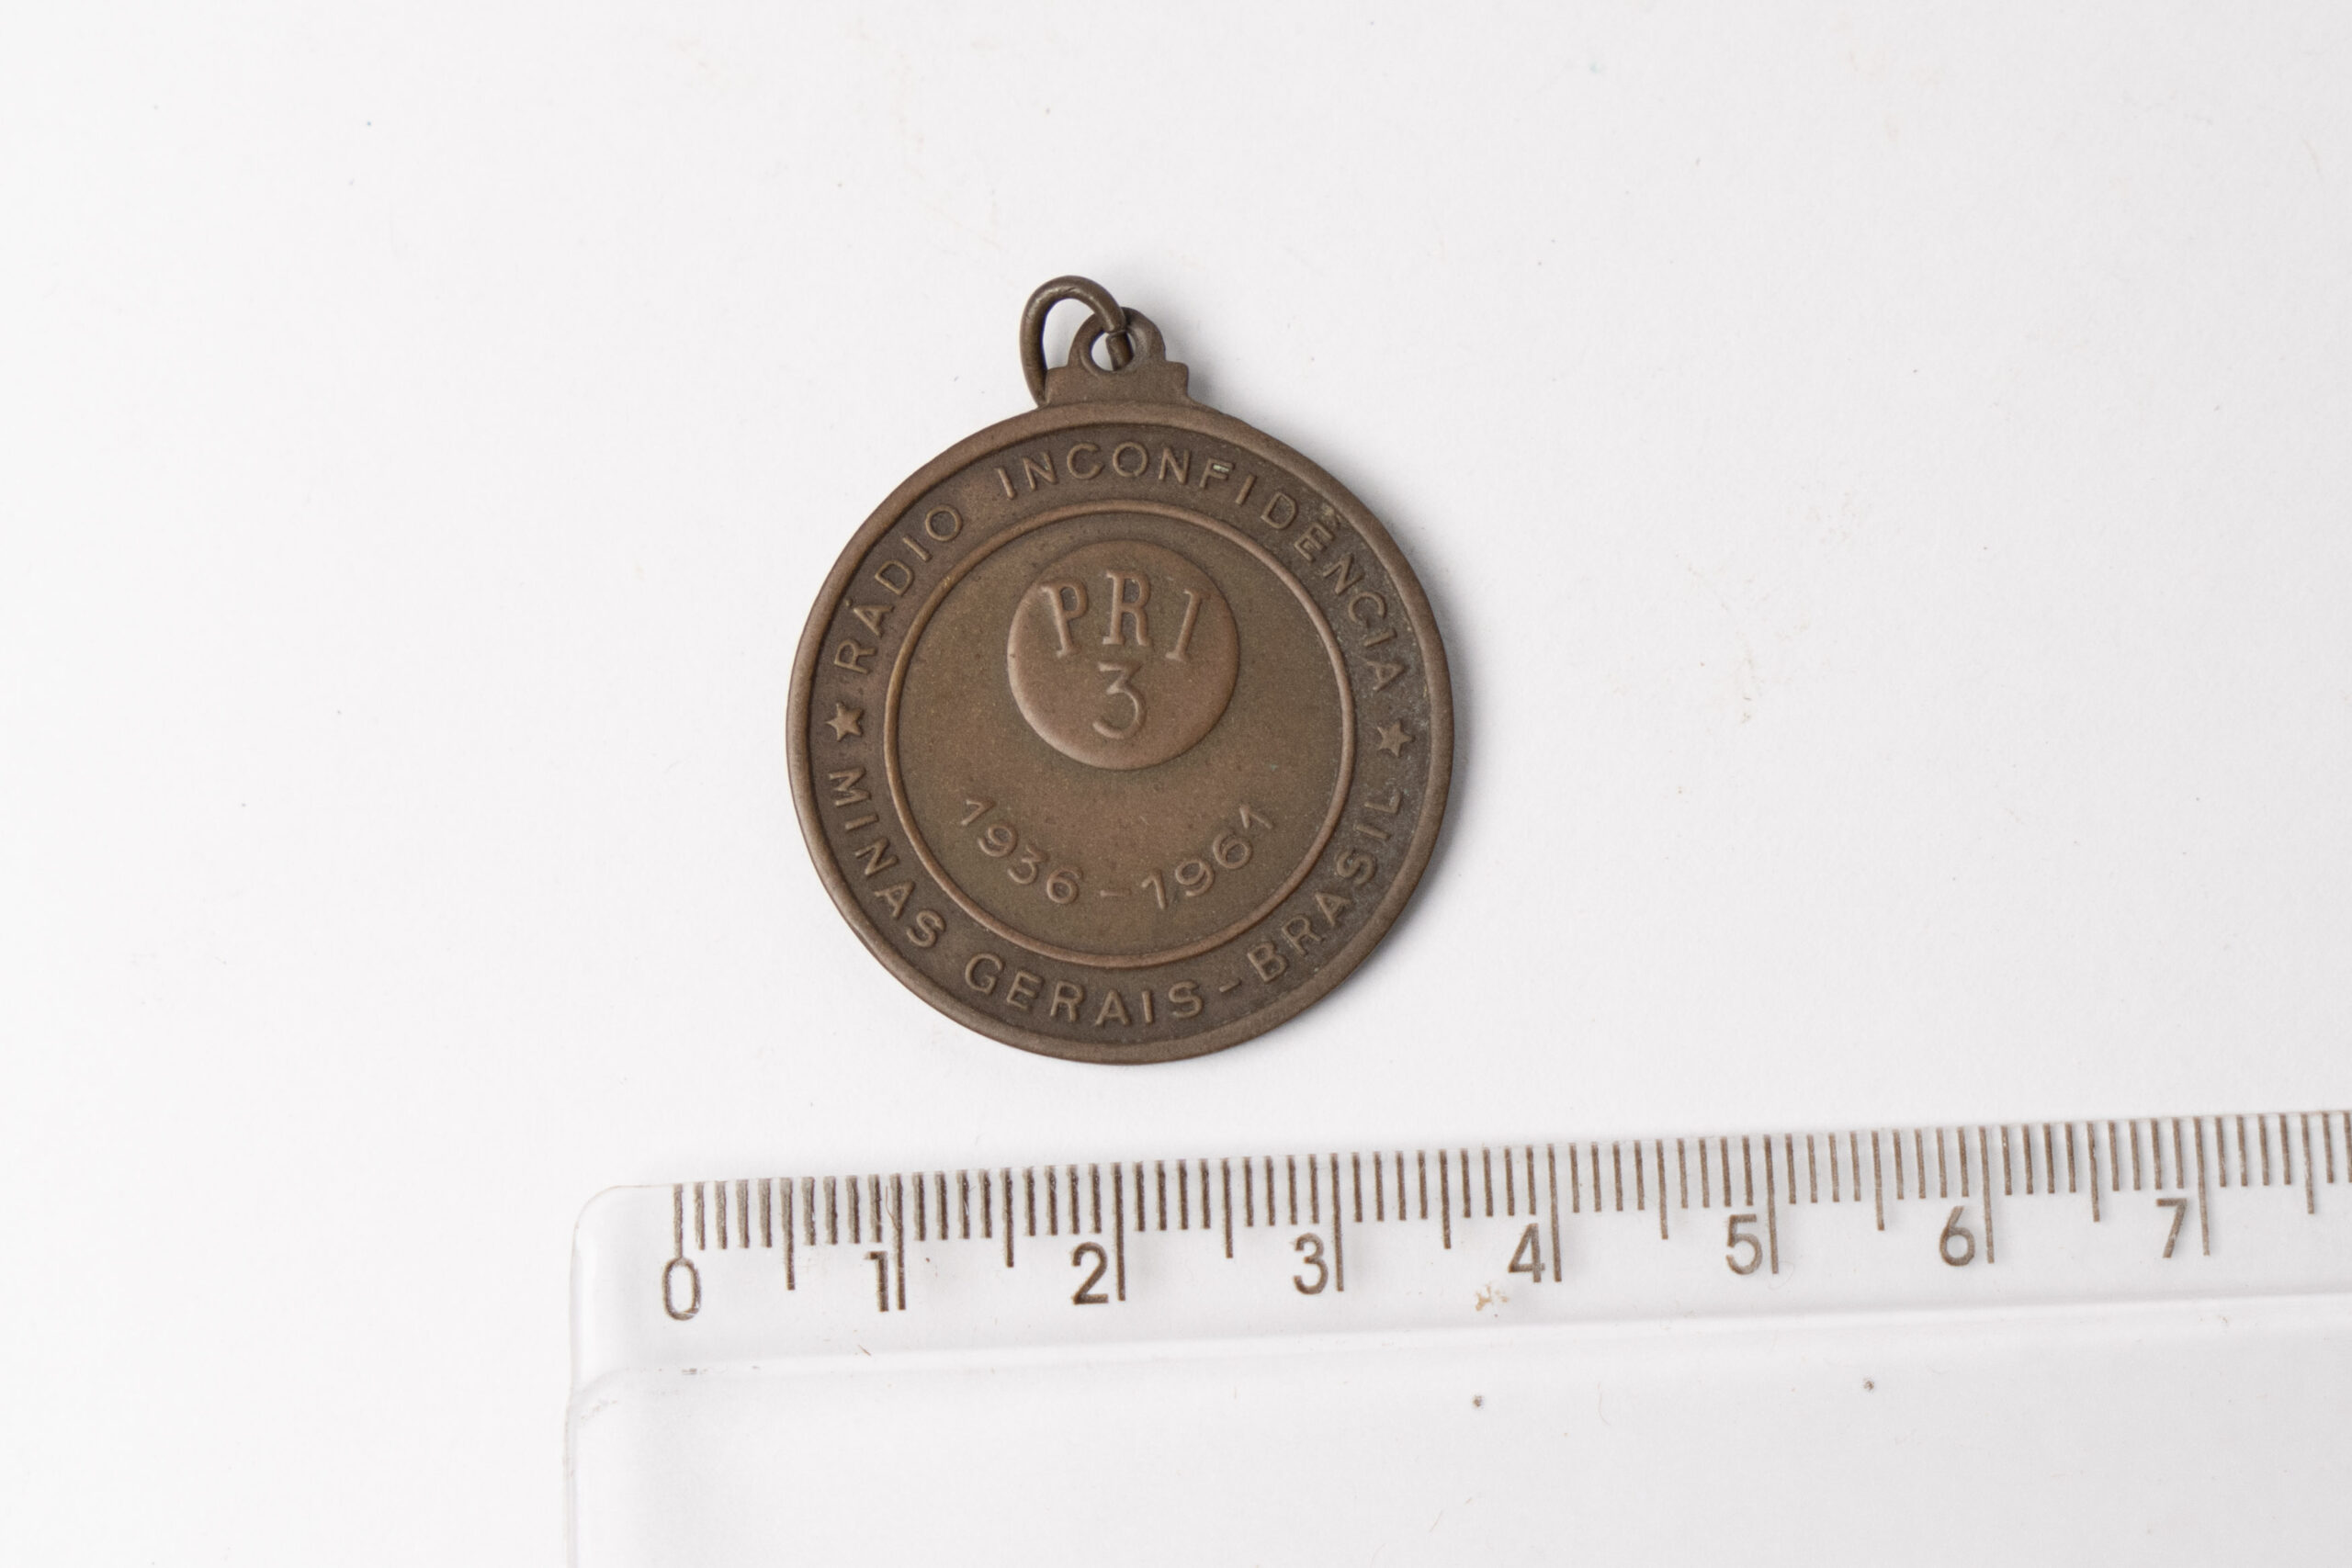 RÁDIO INCONFIDÊNCIA
PRI
3
1936-1961
MINAS GERAIS-BRASIL
0 1 2 3 4 5 6 7